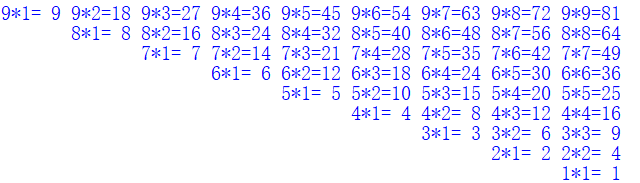 9*1= 9 9*2=18 9*3=27 9*4=36 9*5=45 9*6=54 9*7=63 9*8=72 9*9=81
8*1= 8 8*2=16 8*3=24 8*4=32 8*5=40 8*6=48 8*7=56 8*8=64
7*1= 7 7*2=14 7*3=21 7*4=28 7*5=35 7*6=42 7*7=49
6*1= 6 6*2=12 6*3=18 6*4=24 6*5=30 6*6=36
5*1= 5 5*2=10 5*3=15 5*4=20 5*5=25
4*1= 4 4*2= 8 4*3=12 4*4=16
3*1= 3 3*2= 6 3*3= 9
2*1= 2 2*2= 4
1*1= 1